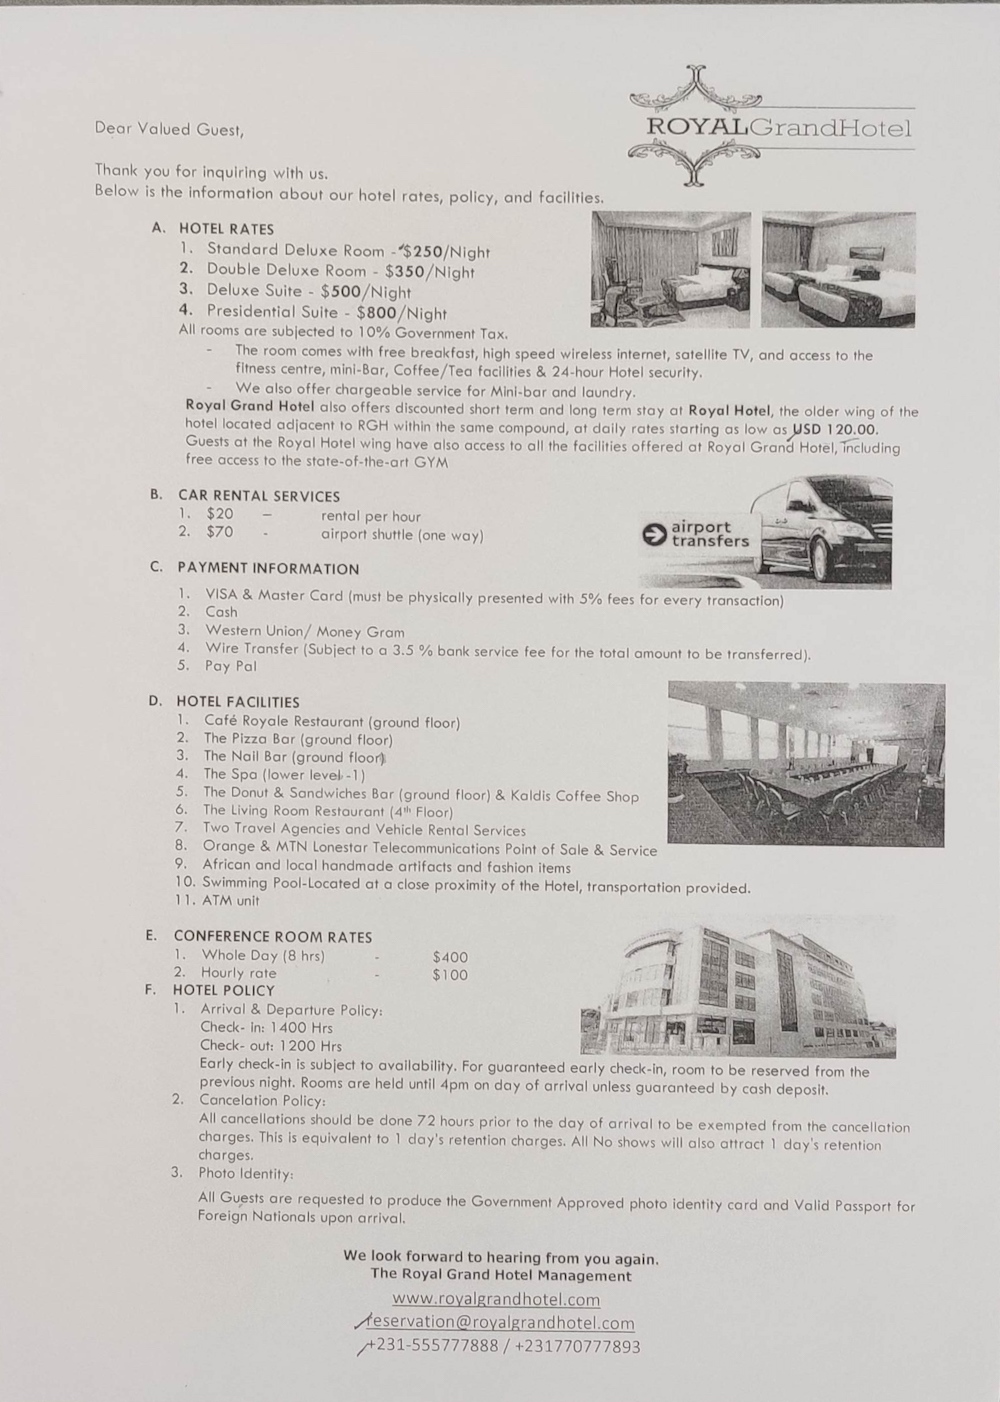 ROYALGrandHotel
Dear Valued Guest,
Thank you for inquiring with us.
Below is the information about our hotel rates, policy, and facilities.
A. HOTEL RATES
1. Standard Deluxe Room - $250/Night
2. Double Deluxe Room - $350/Night
3. Deluxe Suite - $500/Night
4. Presidential Suite - $800/Night
All rooms are subjected to 10% Government Tax.
- The room comes with free breakfast, high speed wireless internet, satellite TV, and access to the
fitness centre, mini-Bar, Coffee/Tea facilities & 24-hour Hotel security.
- We also offer chargeable service for Mini-bar and laundry.
Royal Grand Hotel also offers discounted short term and long term stay at Royal Hotel, the older wing of the
hotel located adjacent to RGH within the same compound, at daily rates starting as low as USD 120.00.
Guests at the Royal Hotel wing have also access to all the facilities offered at Royal Grand Hotel, including
free access to the state-of-the-art GYM
B. CAR RENTAL SERVICES
1. $20 – rental per hour
2. $70 - airport shuttle (one way)
airport
transfers
C. PAYMENT INFORMATION
1. VISA & Master Card (must be physically presented with 5% fees for every transaction)
2. Cash
3. Western Union/ Money Gram
4. Wire Transfer (Subject to a 3.5 % bank service fee for the total amount to be transferred).
5. Pay Pal
D. HOTEL FACILITIES
1. Café Royale Restaurant (ground floor)
2. The Pizza Bar (ground floor)
3. The Nail Bar (ground floor)
4. The Spa (lower level -1)
5. The Donut & Sandwiches Bar (ground floor) & Kaldis Coffee Shop
6. The Living Room Restaurant (4th Floor)
7. Two Travel Agencies and Vehicle Rental Services
8. Orange & MTN Lonestar Telecommunications Point of Sale & Service
9. African and local handmade artifacts and fashion items
10. Swimming Pool-Located at a close proximity of the Hotel, transportation provided.
11. ATM unit
E. CONFERENCE ROOM RATES
1. Whole Day (8 hrs) - $400
2. Hourly rate - $100
F. HOTEL POLICY
1. Arrival & Departure Policy:
Check- in: 1400 Hrs
Check- out: 1200 Hrs
Early check-in is subject to availability. For guaranteed early check-in, room to be reserved from the
previous night. Rooms are held until 4pm on day of arrival unless guaranteed by cash deposit.
2. Cancelation Policy:
All cancellations should be done 72 hours prior to the day of arrival to be exempted from the cancellation
charges. This is equivalent to 1 day's retention charges. All No shows will also attract 1 day's retention
charges.
3. Photo Identity:
All Guests are requested to produce the Government Approved photo identity card and Valid Passport for
Foreign Nationals upon arrival.
We look forward to hearing from you again.
The Royal Grand Hotel Management
www.royalgrandhotel.com
reservation@royalgrandhotel.com
+231-555777888 / +231770777893